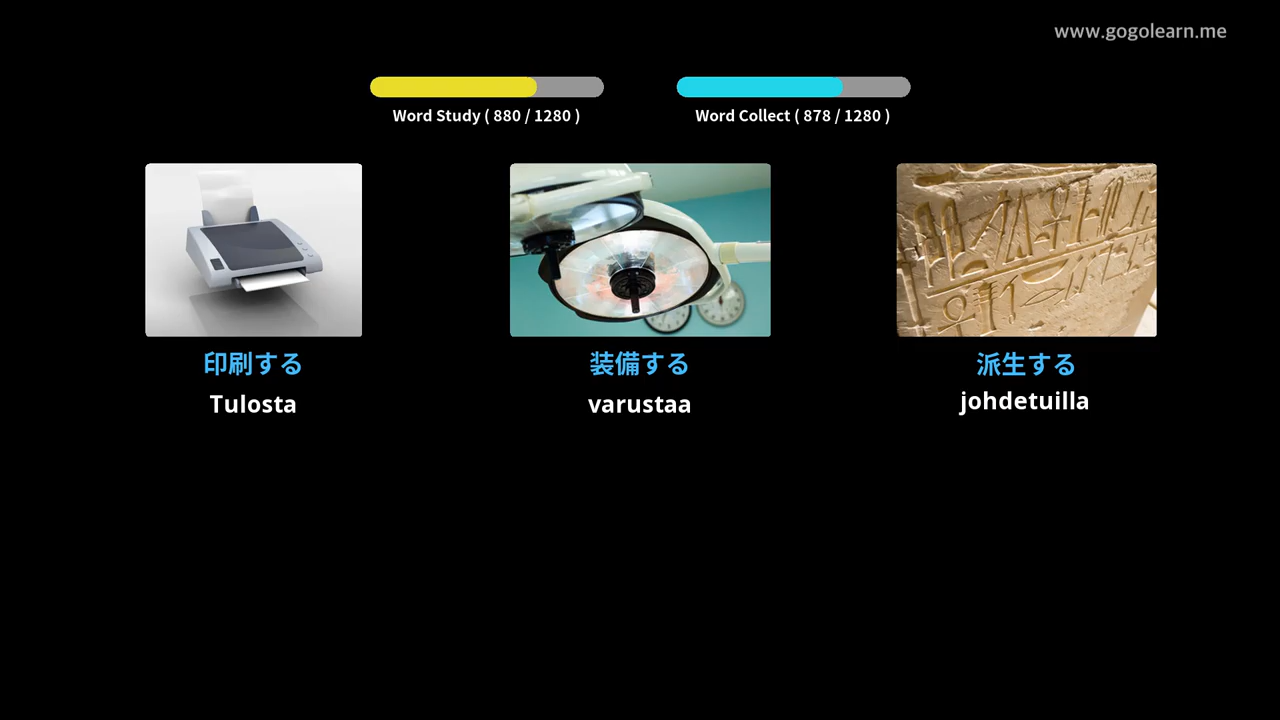 www.gogolearn.me
Word Study ( 880 / 1280 )
Word Collect ( 878 / 1280 )
印刷する
装備する
派生する
Tulosta
varustaa
johdetuilla